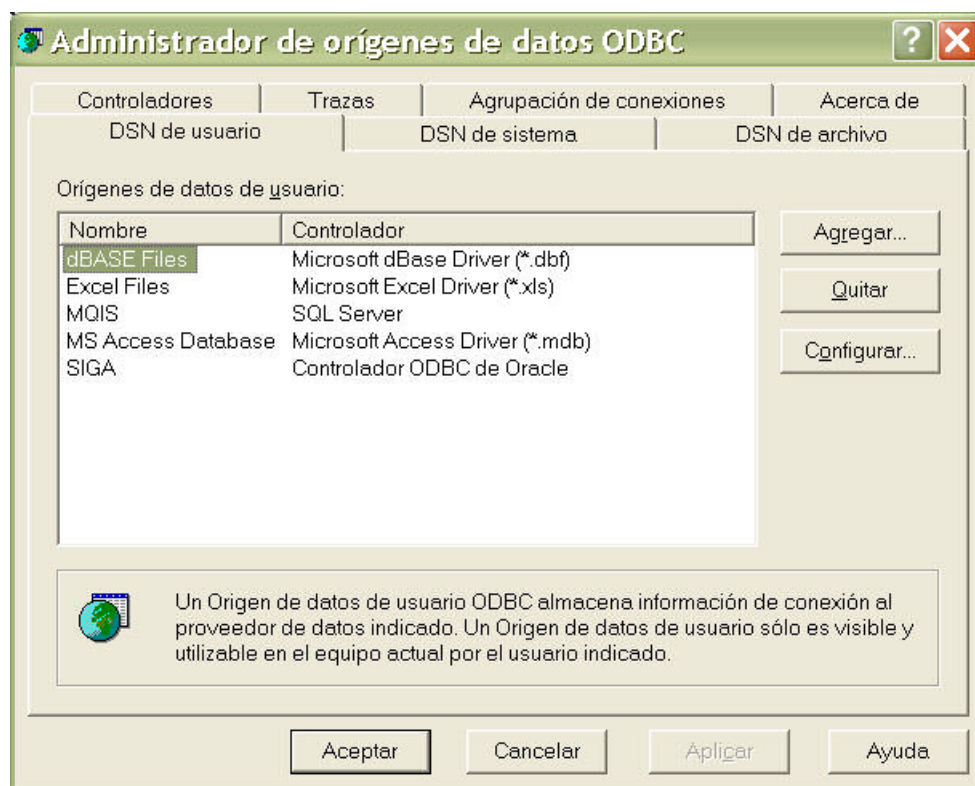 Administrador de orígenes de datos ODBC
Controladores Trazas Agrupación de conexiones Acerca de
DSN de usuario DSN de sistema DSN de archivo
Orígenes de datos de usuario:
Nombre Controlador
dBASE Files Microsoft dBase Driver (*.dbf)
Excel Files Microsoft Excel Driver (*.xls)
MQIS SQL Server
MS Access Database Microsoft Access Driver (*.mdb)
SIGA Controlador ODBC de Oracle
Agregar...
Quitar
Configurar...
Un Origen de datos de usuario ODBC almacena información de conexión al
proveedor de datos indicado. Un Origen de datos de usuario sólo es visible y
utilizable en el equipo actual por el usuario indicado.
Aceptar Cancelar Aplicar Ayuda